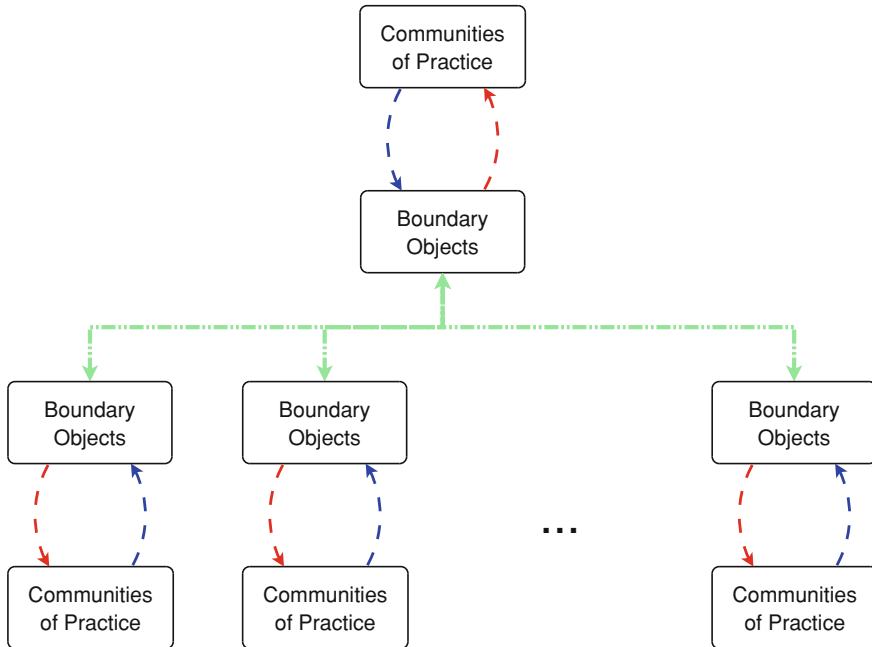 Communities
of Practice
Boundary
Objects
Boundary
Objects
Boundary
Objects
Boundary
Objects
...
Communities
of Practice
Communities
of Practice
Communities
of Practice